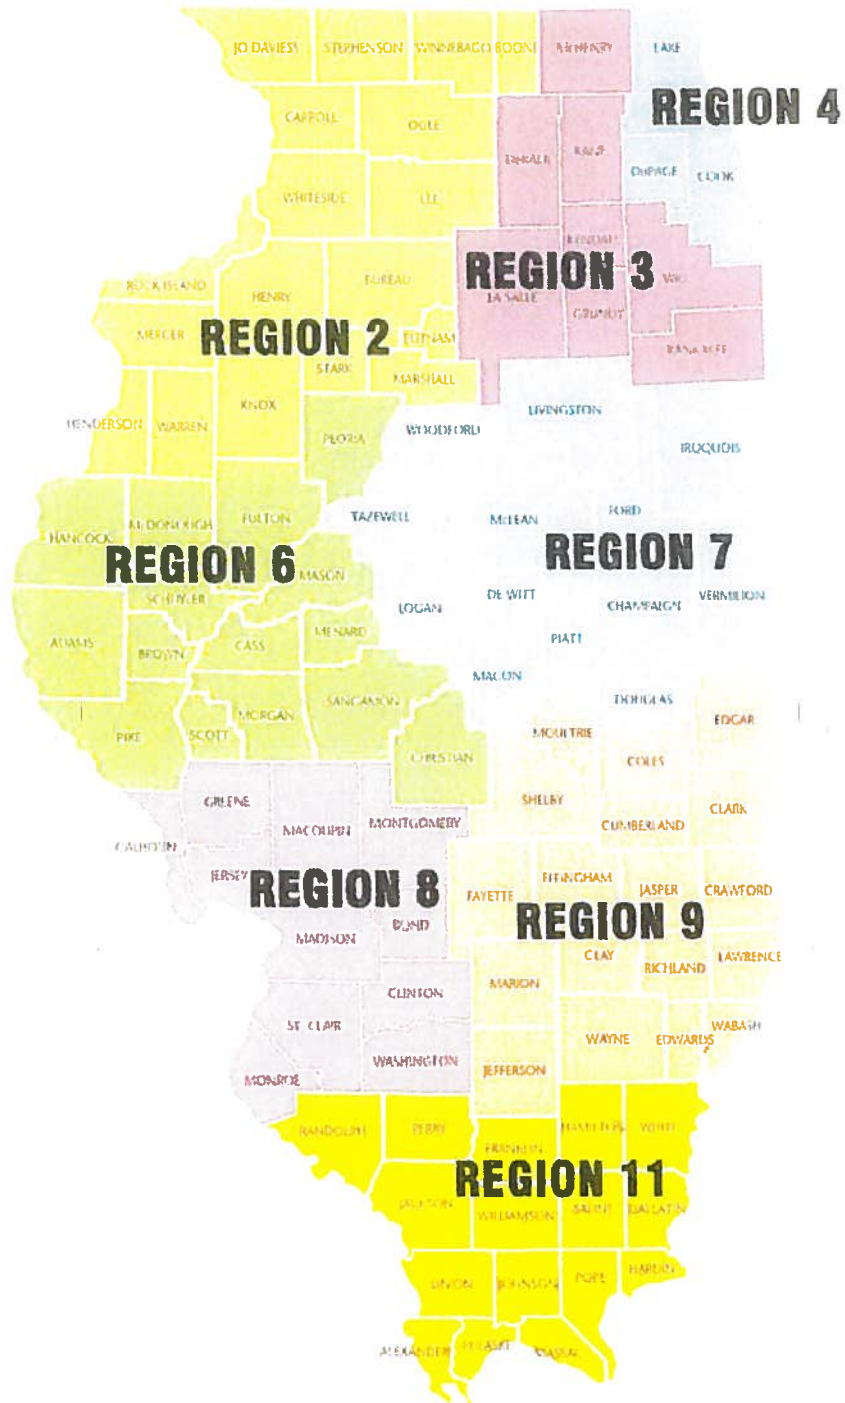 JO DAVIESS STEPHENSON WINNEBAGO BOONE McHENRY LAKE
REGION 4
CARROLL OGLE
DEKALB KANE DUPAGE COOK
WHITESIDE LEE
KENDALL
REGION 3
ROCK ISLAND HENRY BUREAU LA SALLE WILL
GRUNDY
MERCER REGION 2 PUTNAM KANKAKEE
STARK MARSHALL
HENDERSON WARREN KNOX LIVINGSTON
PEORIA WOODFORD IROQUOIS
HANCOCK McDONOUGH FULTON TAZEWELL McLEAN FORD
REGION 6 REGION 7
MASON
SCHUYLER LOGAN DE WITT CHAMPAIGN VERMILION
ADAMS BROWN CASS MENARD PIATT
MACON
SANGAMON DOUGLAS
PIKE SCOTT MORGAN MOULTRIE EDGAR
CHRISTIAN COLES
GREENE SHELBY CLARK
CALHOUN MACOUPIN MONTGOMERY CUMBERLAND
JERSEY REGION 8 FAYETTE EFFINGHAM JASPER CRAWFORD
REGION 9
MADISON BOND
CLAY RICHLAND LAWRENCE
CLINTON MARION
ST. CLAIR WAYNE EDWARDS WABASH
WASHINGTON
MONROE JEFFERSON
RANDOLPH PERRY FRANKLIN HAMILTON WHITE
REGION 11
JACKSON WILLIAMSON SALINE GALLATIN
UNION JOHNSON POPE HARDIN
ALEXANDER PULASKI MASSAC